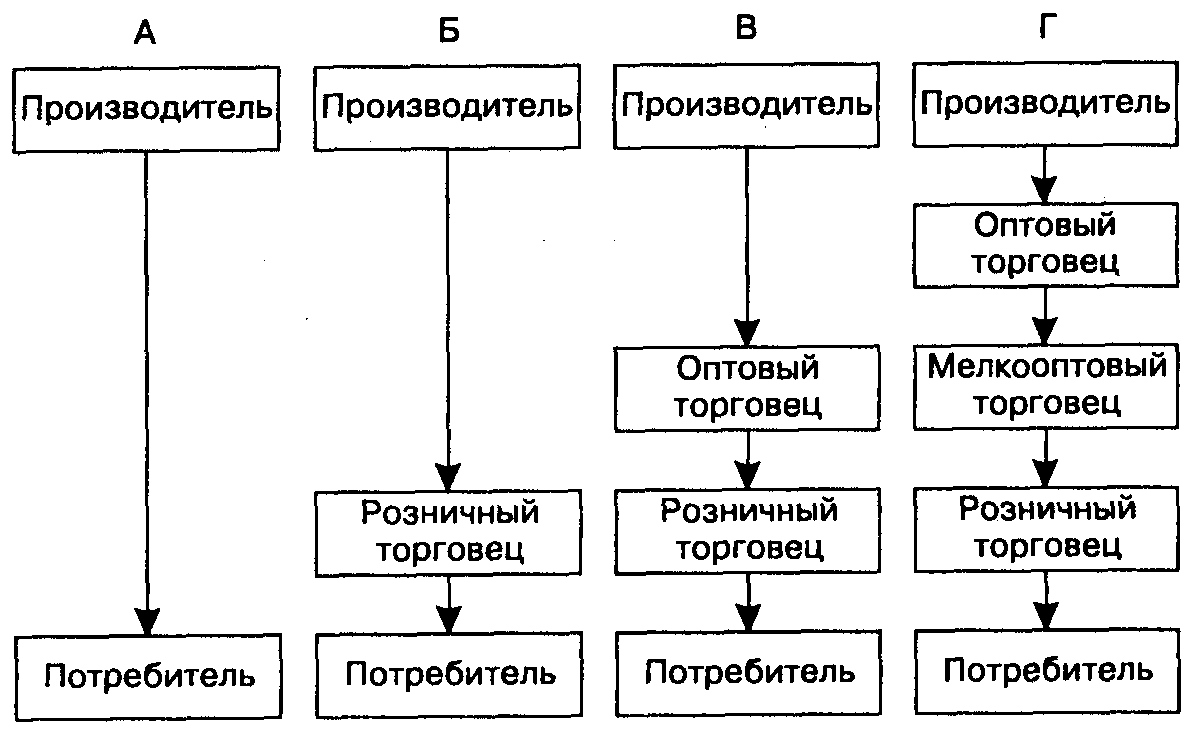 А
Б
В
Г
Производитель
Производитель
Производитель
Производитель
Оптовый
торговец
Оптовый
торговец
Мелкооптовый
торговец
Розничный
торговец
Розничный
торговец
Розничный
торговец
Потребитель
Потребитель
Потребитель
Потребитель